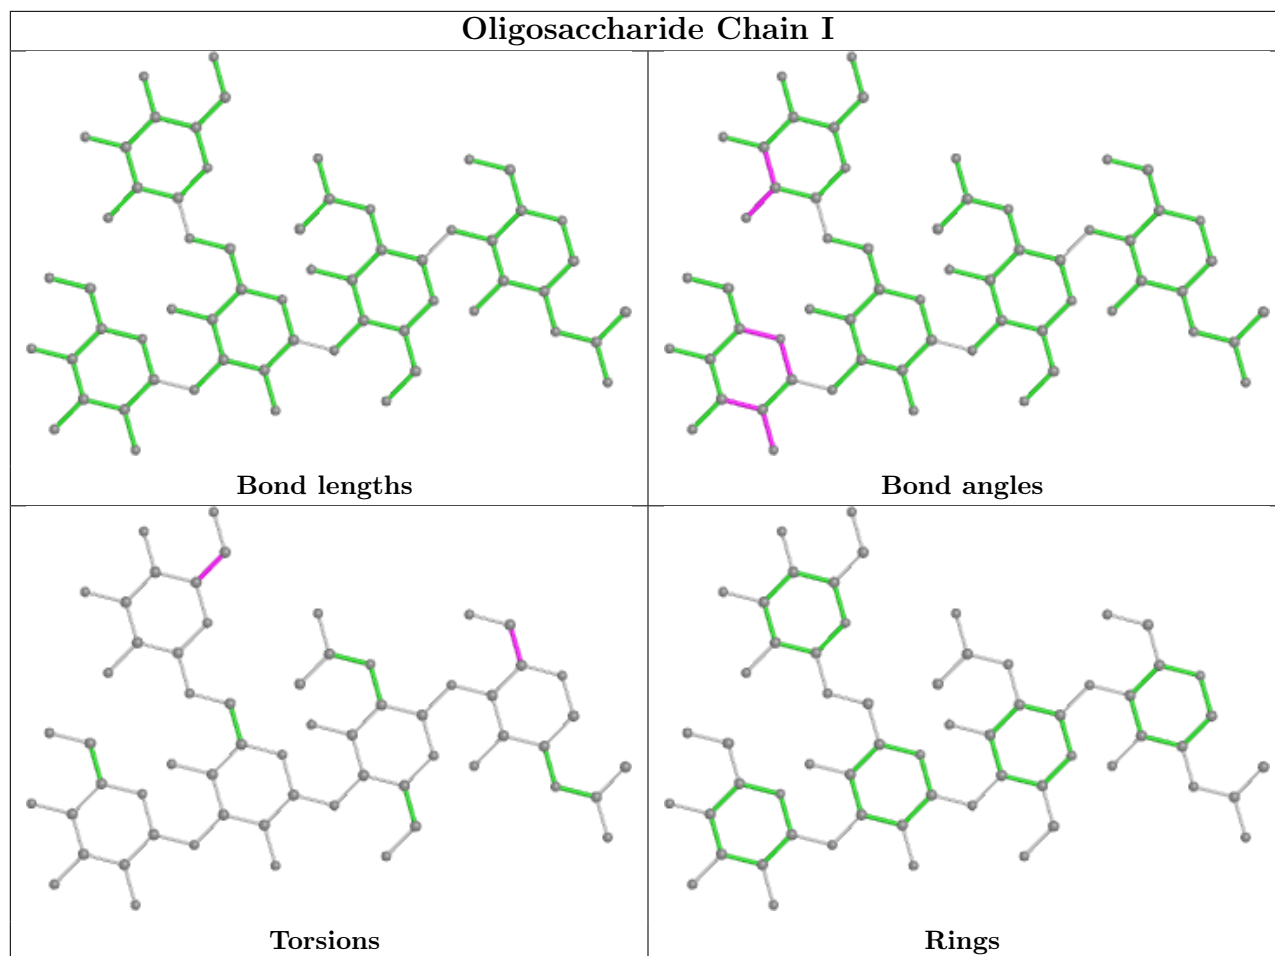 Oligosaccharide Chain I
Bond lengths
Bond angles
Torsions
Rings